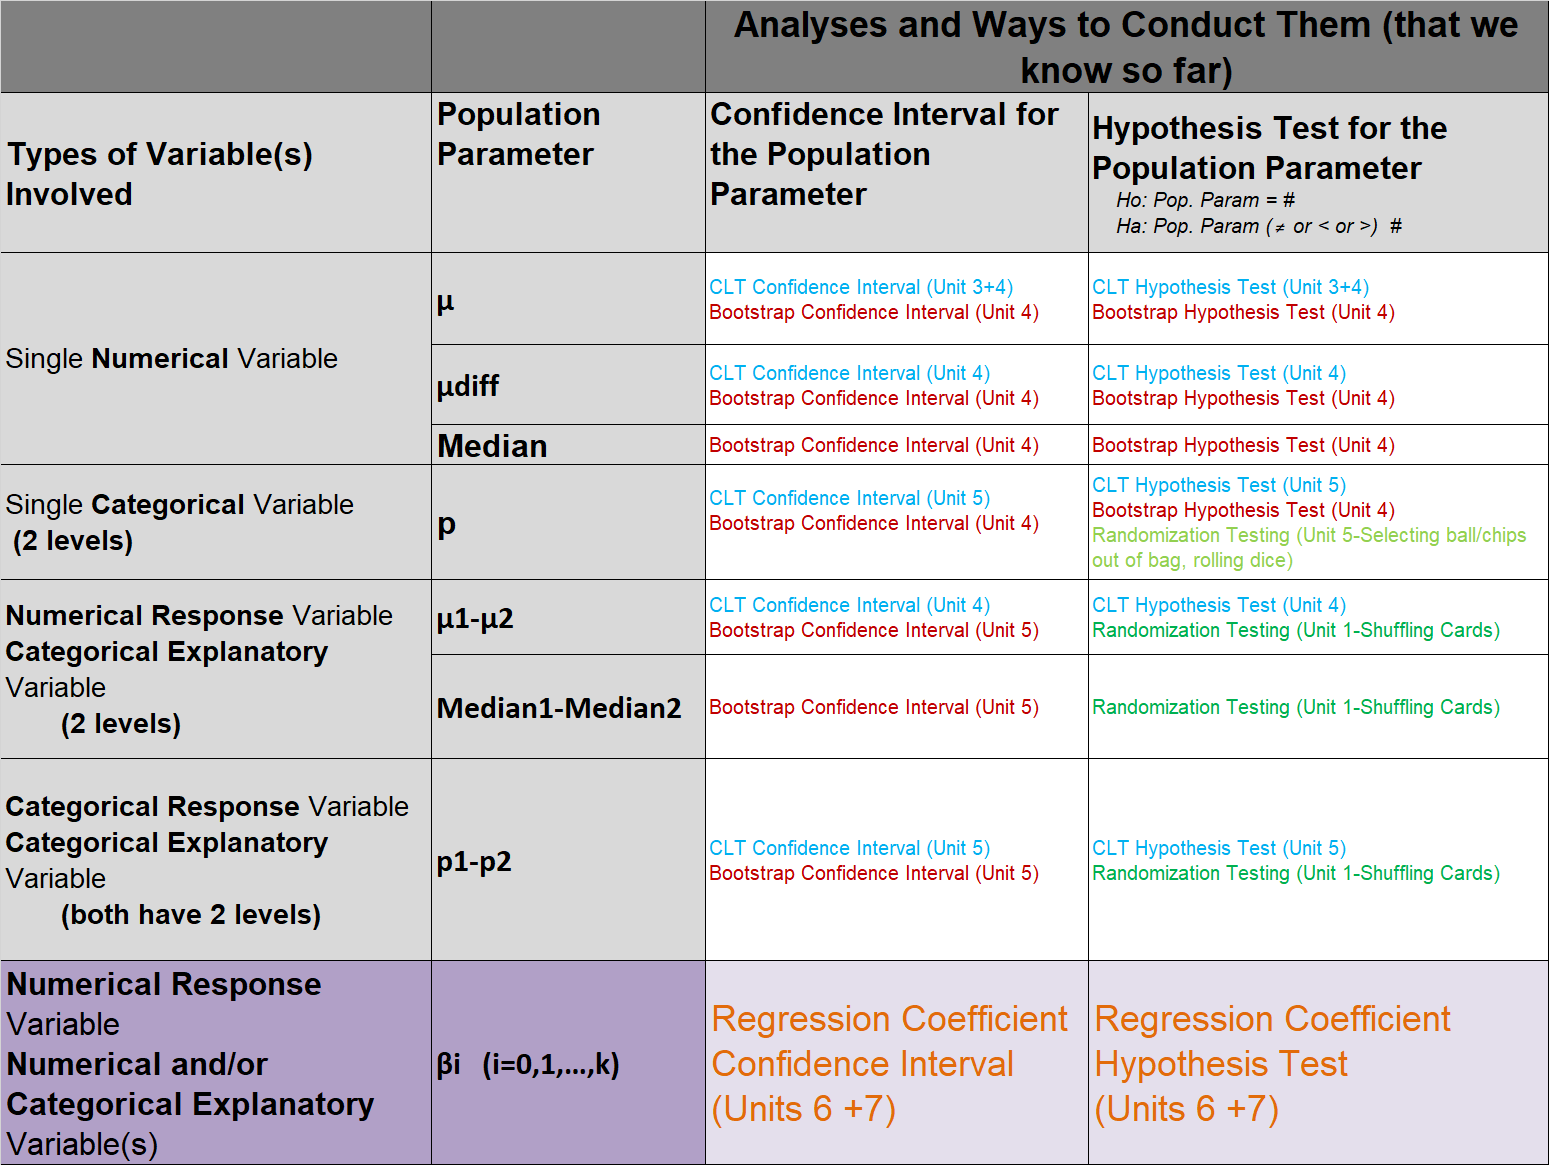 Analyses and Ways to Conduct Them (that we
know so far)
Types of Variable(s)
Involved
Population
Parameter
Confidence Interval for
the Population
Parameter
Hypothesis Test for the
Population Parameter
Ho: Pop. Param = #
Ha: Pop. Param (≠ or < or >)  #
Single Numerical Variable
μ
CLT Confidence Interval (Unit 3+4)
Bootstrap Confidence Interval (Unit 4)
CLT Hypothesis Test (Unit 3+4)
Bootstrap Hypothesis Test (Unit 4)
μdiff
CLT Confidence Interval (Unit 4)
Bootstrap Confidence Interval (Unit 4)
CLT Hypothesis Test (Unit 4)
Bootstrap Hypothesis Test (Unit 4)
Median
Bootstrap Confidence Interval (Unit 4)
Bootstrap Hypothesis Test (Unit 4)
Single Categorical Variable
(2 levels)
p
CLT Confidence Interval (Unit 5)
Bootstrap Confidence Interval (Unit 4)
CLT Hypothesis Test (Unit 5)
Bootstrap Hypothesis Test (Unit 4)
Randomization Testing (Unit 5-Selecting ball/chips
out of bag, rolling dice)
Numerical Response Variable
Categorical Explanatory
Variable
(2 levels)
μ1-μ2
CLT Confidence Interval (Unit 4)
Bootstrap Confidence Interval (Unit 5)
CLT Hypothesis Test (Unit 4)
Randomization Testing (Unit 1-Shuffling Cards)
Median1-Median2
Bootstrap Confidence Interval (Unit 5)
Randomization Testing (Unit 1-Shuffling Cards)
Categorical Response Variable
Categorical Explanatory
Variable
(both have 2 levels)
p1-p2
CLT Confidence Interval (Unit 5)
Bootstrap Confidence Interval (Unit 5)
CLT Hypothesis Test (Unit 5)
Randomization Testing (Unit 1-Shuffling Cards)
Numerical Response
Variable
Numerical and/or
Categorical Explanatory
Variable(s)
βi   (i=0,1,...,k)
Regression Coefficient
Confidence Interval
(Units 6 +7)
Regression Coefficient
Hypothesis Test
(Units 6 +7)